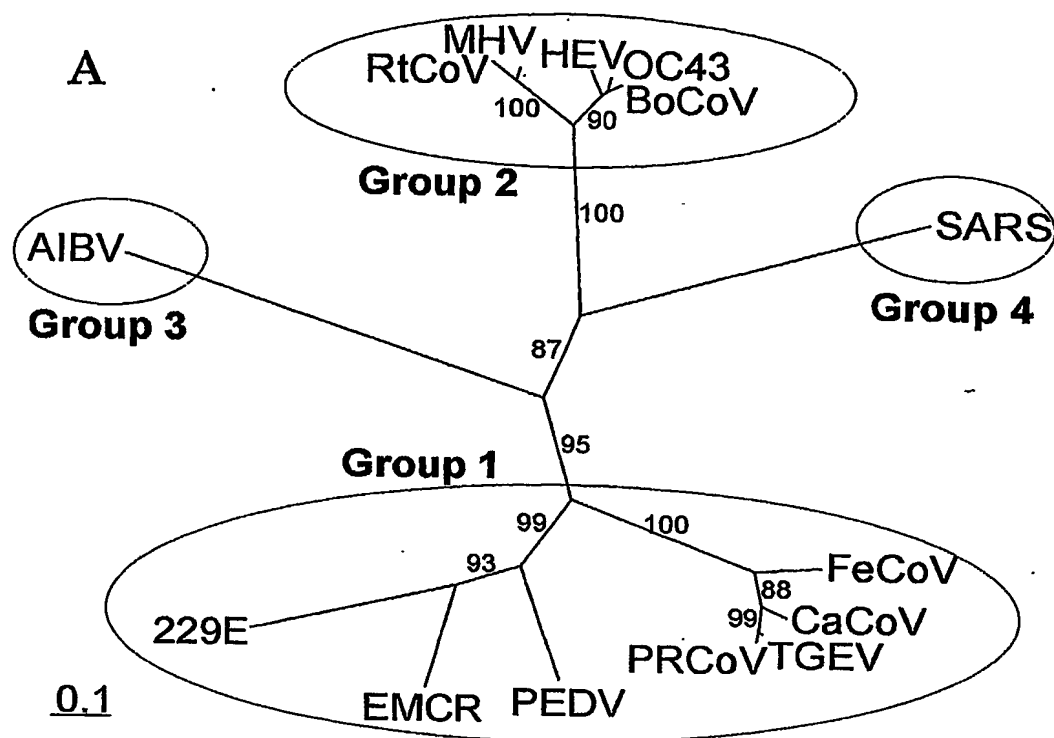 A
MHV
HEV
RtCoV
OC43
BoCoV
100
90
Group 2
100
AIBV
SARS
Group 3
Group 4
87
95
Group 1
99
100
93
FeCoV
88
99
CaCoV
229E
PRCoV
TGEV
EMCR
PEDV
0.1